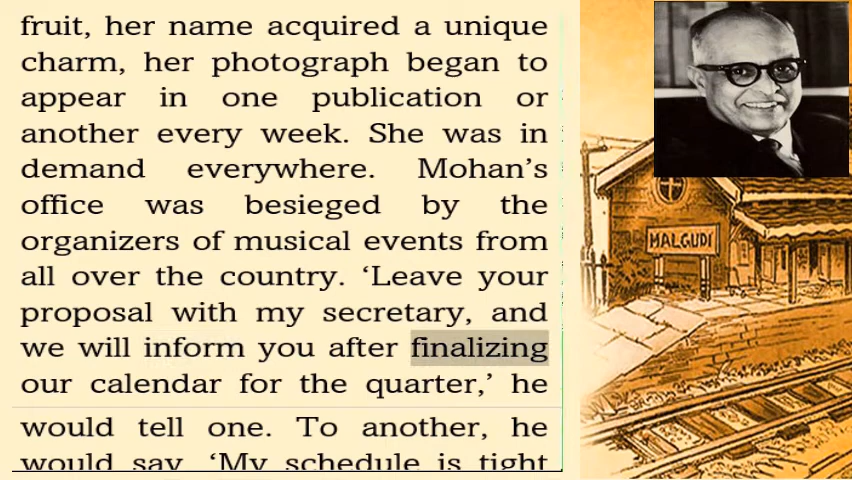 fruit, her name acquired a unique
charm, her photograph began to
appear in one publication or
another every week. She was in
demand everywhere. Mohan’s
office was besieged by the
organizers of musical events from
all over the country. ‘Leave your
proposal with my secretary, and
we will inform you after finalizing
our calendar for the quarter,’ he
would tell one. To another, he
would say, ‘My schedule is tight
MALGUDI